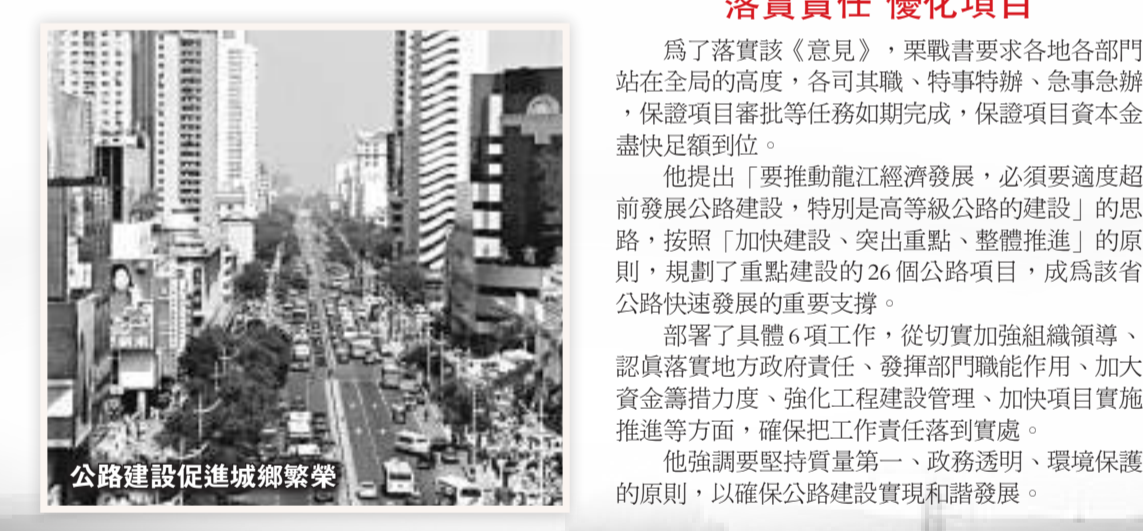 落實責任 優化項目
爲了落實該《意見》，栗戰書要求各地各部門
站在全局的高度，各司其職、特事特辦、急事急辦
，保證項目審批等任務如期完成，保證項目資本金
盡快足額到位。
他提出「要推動龍江經濟發展，必須要適度超
前發展公路建設，特別是高等級公路的建設」的思
路，按照「加快建設、突出重點、整體推進」的原
則，規劃了重點建設的26個公路項目，成爲該省
公路快速發展的重要支撐。
部署了具體6項工作，從切實加強組織領導、
認眞落實地方政府責任、發揮部門職能作用、加大
資金籌措力度、強化工程建設管理、加快項目實施
推進等方面，確保把工作責任落到實處。
他強調要堅持質量第一、政務透明、環境保護
的原則，以確保公路建設實現和諧發展。
公路建設促進城鄉繁榮